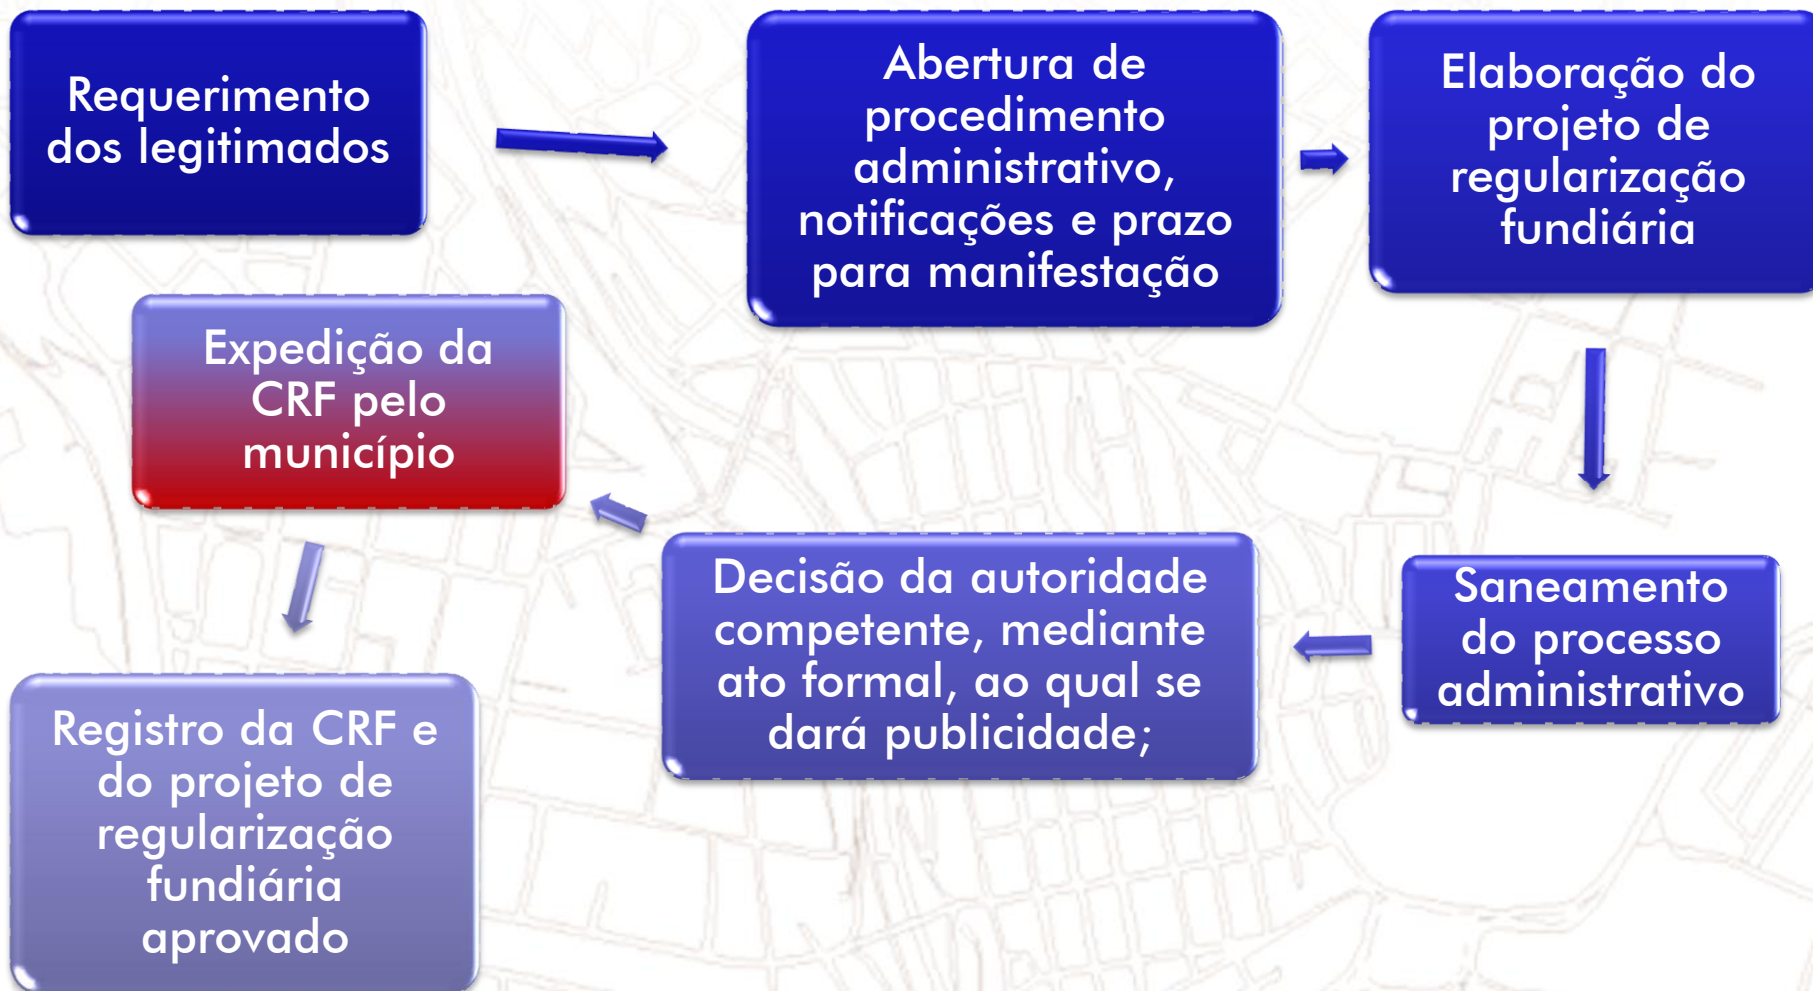 Requerimento
dos legitimados
Abertura de
procedimento
administrativo,
notificações e prazo
para manifestação
Elaboração do
projeto de
regularização
fundiária
Saneamento
do processo
administrativo
Decisão da autoridade
competente, mediante
ato formal, ao qual se
dará publicidade;
Expedição da
CRF pelo
município
Registro da CRF e
do projeto de
regularização
fundiária
aprovado